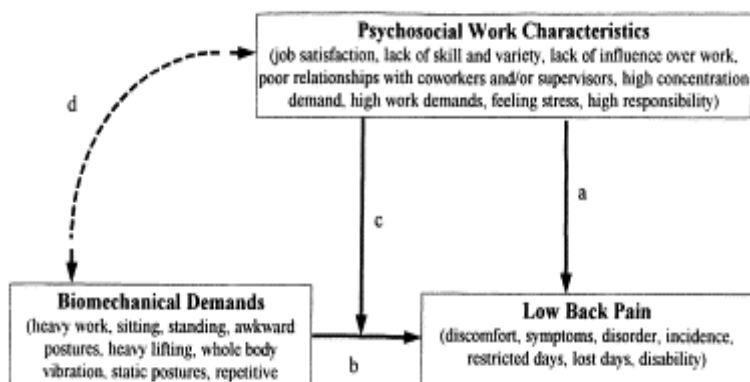 Psychosocial Work Characteristics
(job satisfaction, lack of skill and variety, lack of influence over work,
poor relationships with coworkers and/or supervisors, high concentration
demand, high work demands, feeling stress, high responsibility)
d
a
c
Biomechanical Demands
(heavy work, sitting, standing, awkward
postures, heavy lifting, whole body
vibration, static postures, repetitive
b
Low Back Pain
(discomfort, symptoms, disorder, incidence,
restricted days, lost days, disability)